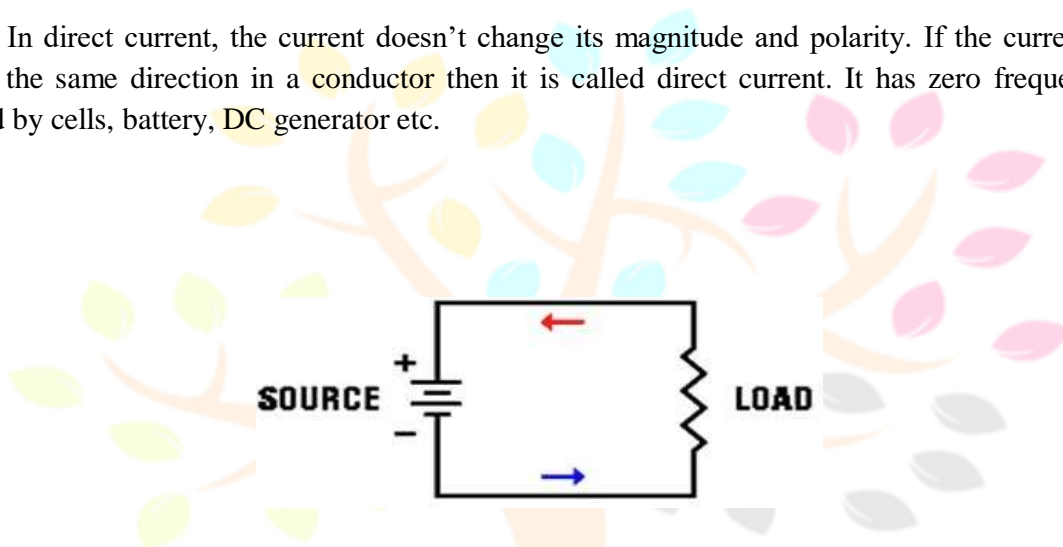 In direct current, the current doesn’t change its magnitude and polarity. If the curre
the same direction in a conductor then it is called direct current. It has zero freque
by cells, battery, DC generator etc.
+
SOURCE
LOAD
−